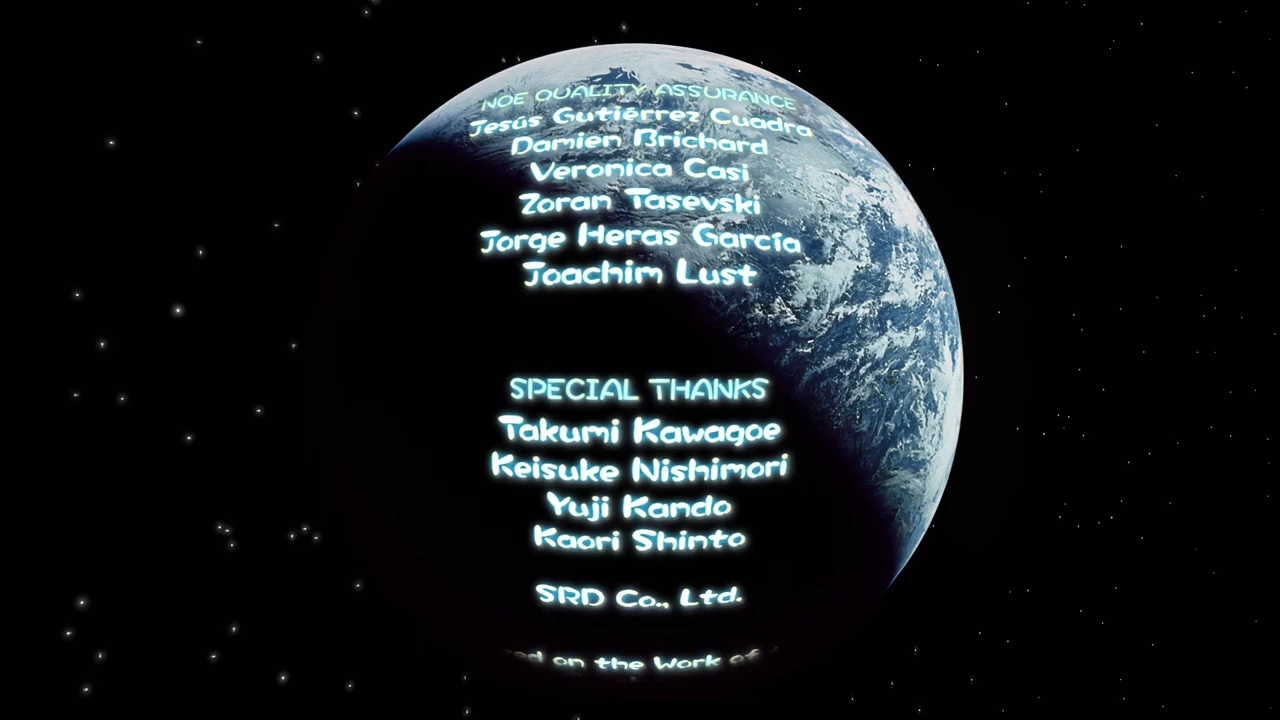 NOE QUALITY ASSURANCE
Jesús Gutiérrez Cuadra
Damien Brichard
Veronica Casi
Zoran Tasevski
Jorge Heras García
Joachim Lust
SPECIAL THANKS
Takumi Kawagoe
Keisuke Nishimori
Yuji Kando
Kaori Shinto
SRD Co., Ltd.
on the Work of